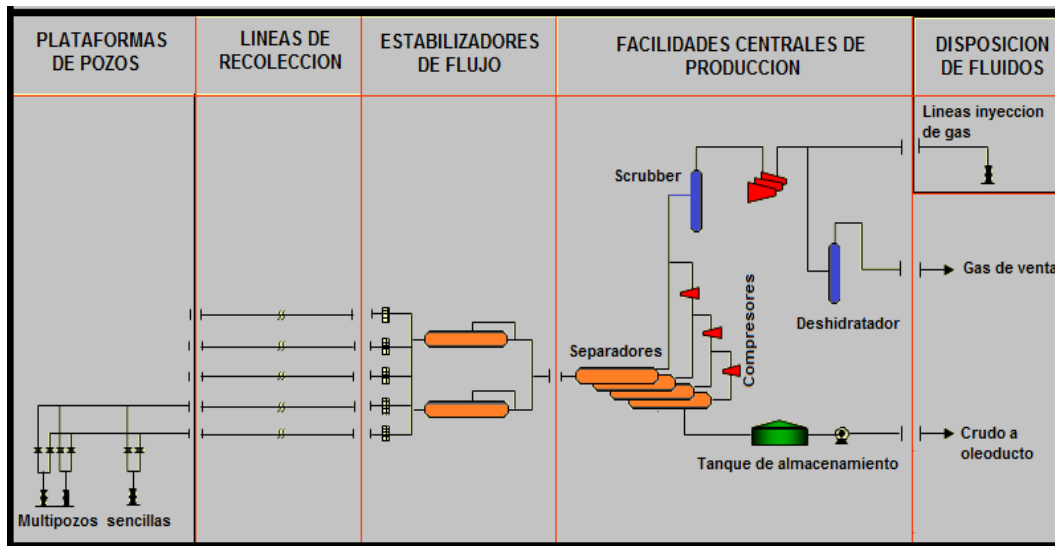 PLATAFORMAS
DE POZOS
LINEAS DE
RECOLECCION
ESTABILIZADORES
DE FLUJO
FACILIDADES CENTRALES DE
PRODUCCION
DISPOSICION
DE FLUIDOS
Lineas inyeccion
de gas
Scrubber
Gas de venta
Deshidratador
Compresores
Separadores
Crudo a
oleoducto
Tanque de almacenamiento
Multipozos sencillas